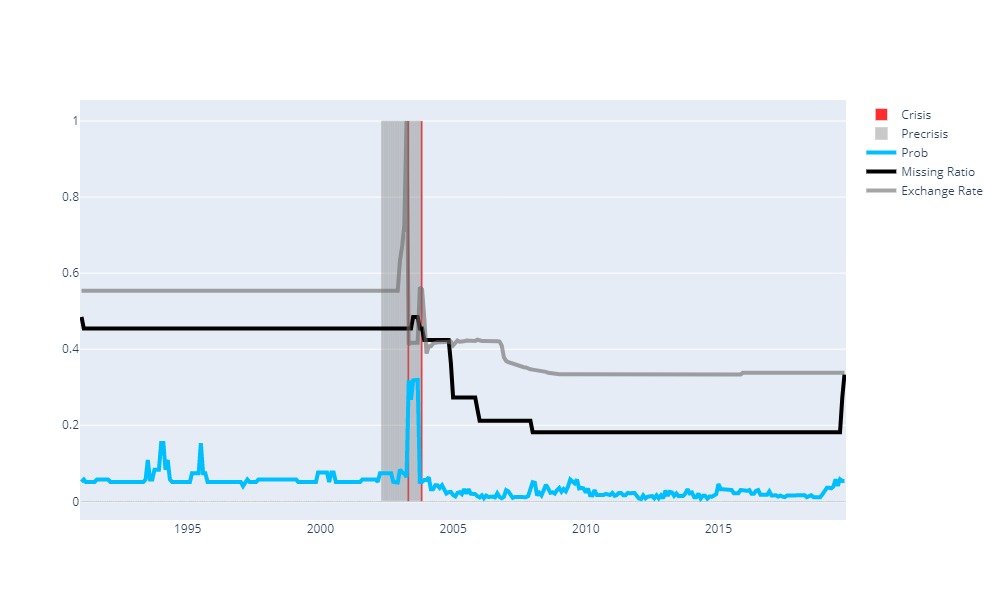 1
0.8
0.6
0.4
0.2
0
1995
2000
2005
2010
2015
Crisis
Precrisis
Prob
Missing Ratio
Exchange Rate